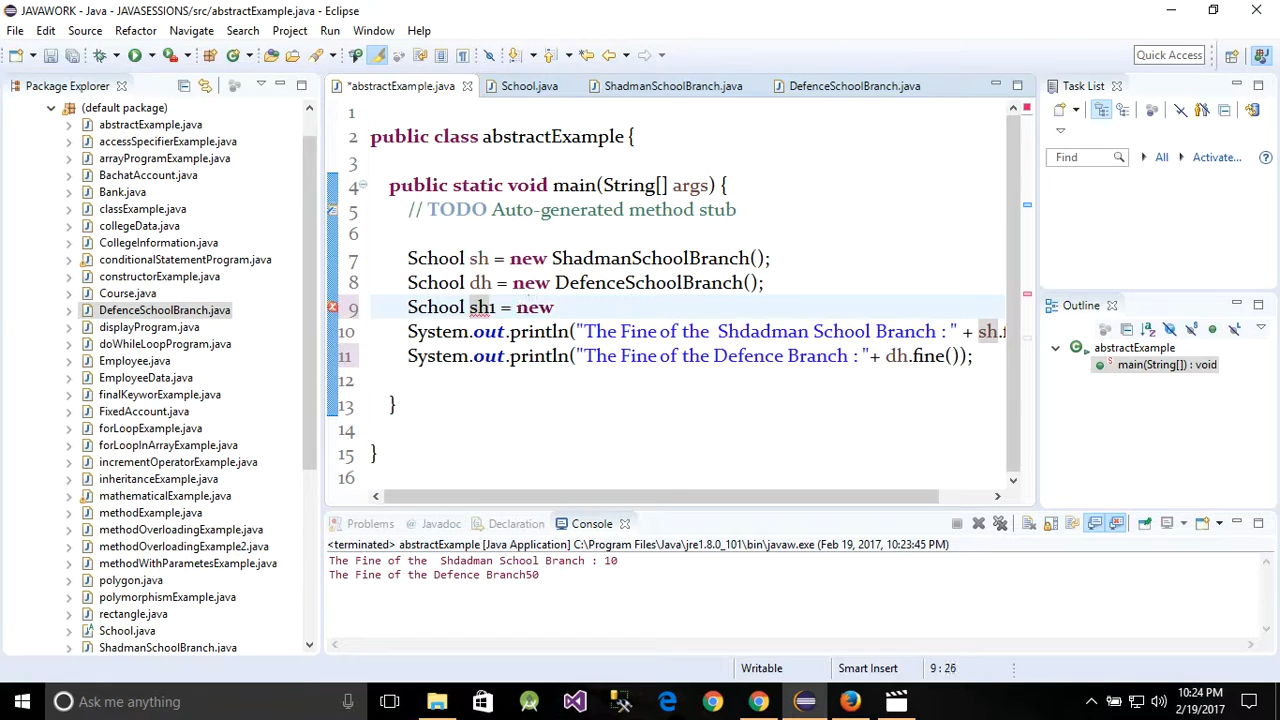 JAVAWORK - Java - JAVASESSIONS/src/abstractExample.java - Eclipse
File Edit Source Refactor Navigate Search Project Run Window Help
Quick Access
Package Explorer
*abstractExample.java School.java ShadmanSchoolBranch.java DefenceSchoolBranch.java
Task List
Find All Activate...
(default package)
abstractExample.java
accessSpecifierExample.java
arrayProgramExample.java
BachatAccount.java
Bank.java
classExample.java
collegeData.java
CollegeInformation.java
conditionalStatementProgram.java
constructorExample.java
Course.java
DefenceSchoolBranch.java
displayProgram.java
doWhileLoopProgram.java
Employee.java
EmployeeData.java
finalKeyworExample.java
FixedAccount.java
forLoopExample.java
forLoopInArrayExample.java
incrementOperatorExample.java
inheritanceExample.java
mathematicalExample.java
methodExample.java
methodOverloadingExample.java
methodOverloadingExample2.java
methodWithParametesExample.java
polygon.java
polymorphismExample.java
rectangle.java
School.java
ShadmanSchoolBranch.java
1
2 public class abstractExample {
3
4 public static void main(String[] args) {
5 // TODO Auto-generated method stub
6
7 School sh = new ShadmanSchoolBranch();
8 School dh = new DefenceSchoolBranch();
9 School sh1 = new
10 System.out.println("The Fine of the  Shdadman School Branch : " + sh.f
11 System.out.println("The Fine of the Defence Branch : "+ dh.fine());
12
13 }
14
15 }
16
Outline
abstractExample
main(String[]) : void
Problems Javadoc Declaration Console
<terminated> abstractExample [Java Application] C:\Program Files\Java\jre1.8.0_101\bin\javaw.exe (Feb 19, 2017, 10:23:45 PM)
The Fine of the  Shdadman School Branch : 10
The Fine of the Defence Branch50
Writable Smart Insert 9 : 26
Ask me anything
10:24 PM
2/19/2017